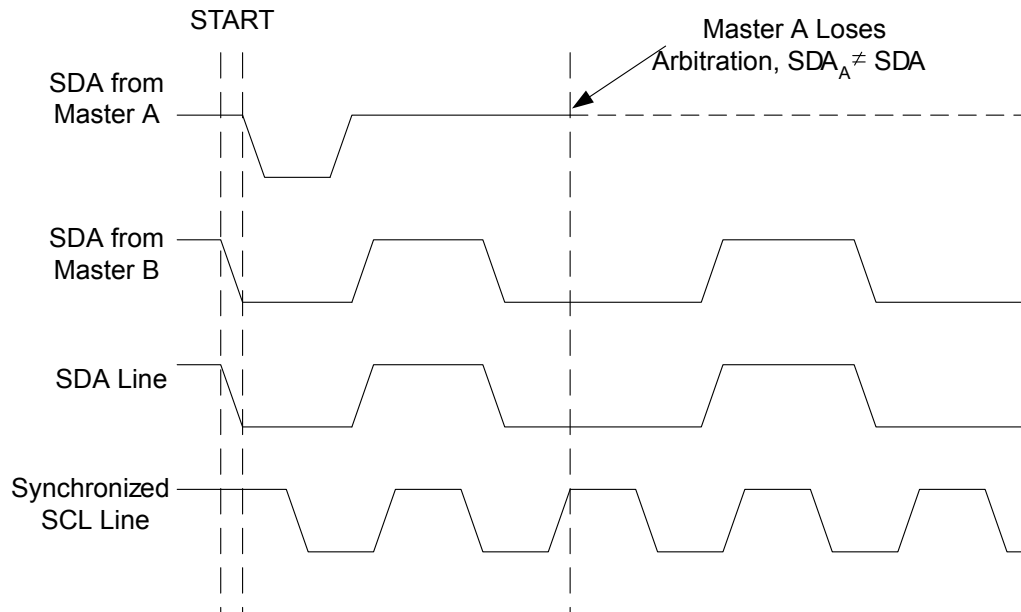 START
Master A Loses
Arbitration, SDA_A ≠ SDA
SDA from
Master A
SDA from
Master B
SDA Line
Synchronized
SCL Line